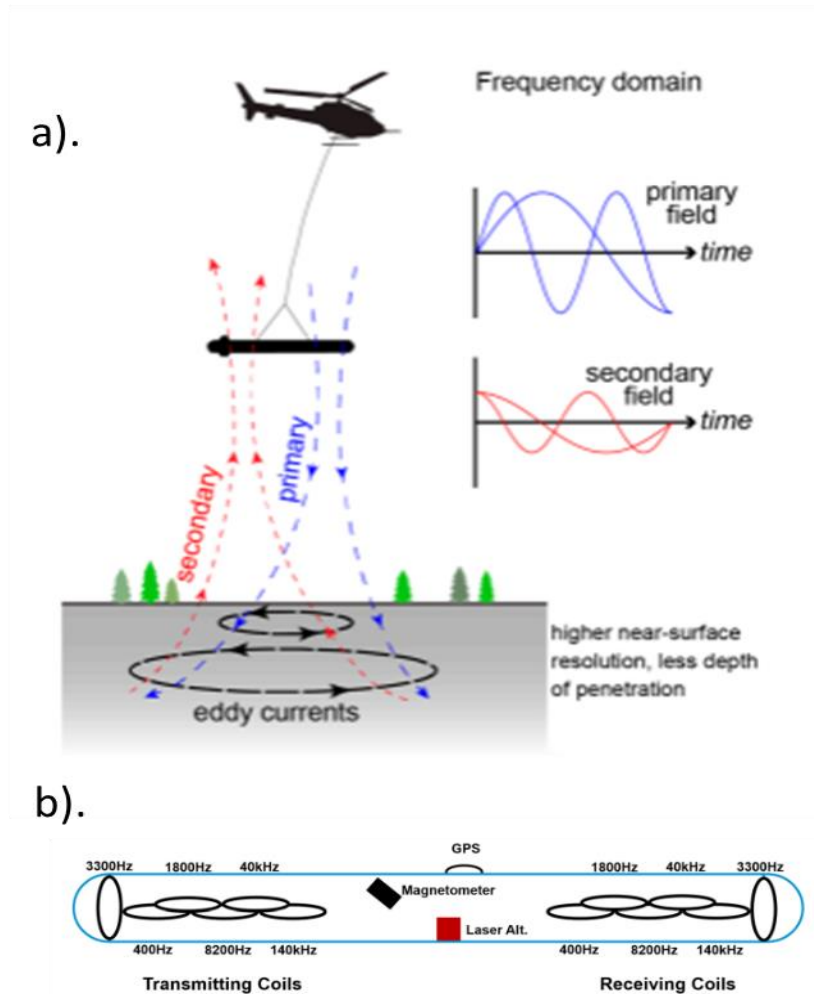 a).
Frequency domain
primary
field
time
secondary
field
time
primary
secondary
higher near-surface
resolution, less depth
of penetration
eddy currents
b).
GPS
3300Hz 1800Hz 40kHz
1800Hz 40kHz 3300Hz
Magnetometer
Laser Alt.
400Hz 8200Hz 140kHz
400Hz 8200Hz 140kHz
Transmitting Coils
Receiving Coils